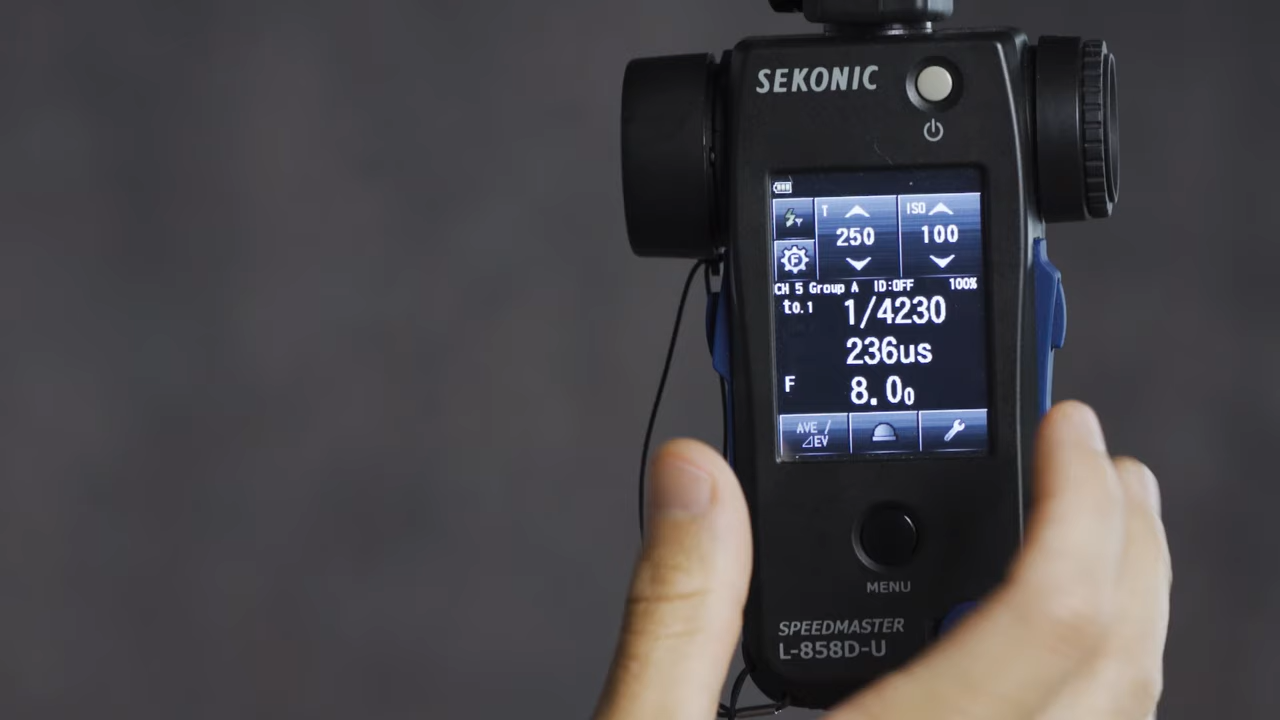 SEKONIC
T
ISO
250
100
F
CH 5 Group A ID:OFF 100%
t0.1 1/4230
236us
F 8.00
AVE /
⊿EV
MENU
SPEEDMASTER
L-858D-U